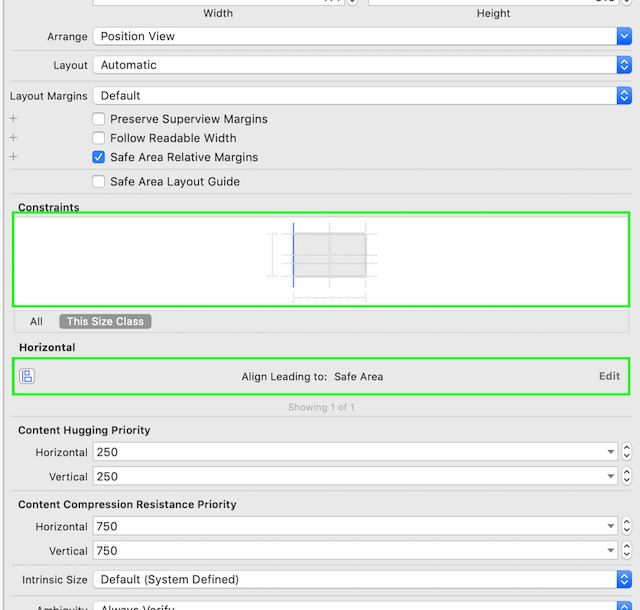 Width Height
Arrange Position View
Layout Automatic
Layout Margins Default
Preserve Superview Margins
Follow Readable Width
Safe Area Relative Margins
Safe Area Layout Guide
Constraints
All This Size Class
Horizontal
Align Leading to: Safe Area Edit
Showing 1 of 1
Content Hugging Priority
Horizontal 250
Vertical 250
Content Compression Resistance Priority
Horizontal 750
Vertical 750
Intrinsic Size Default (System Defined)
Ambiguity Always Verify